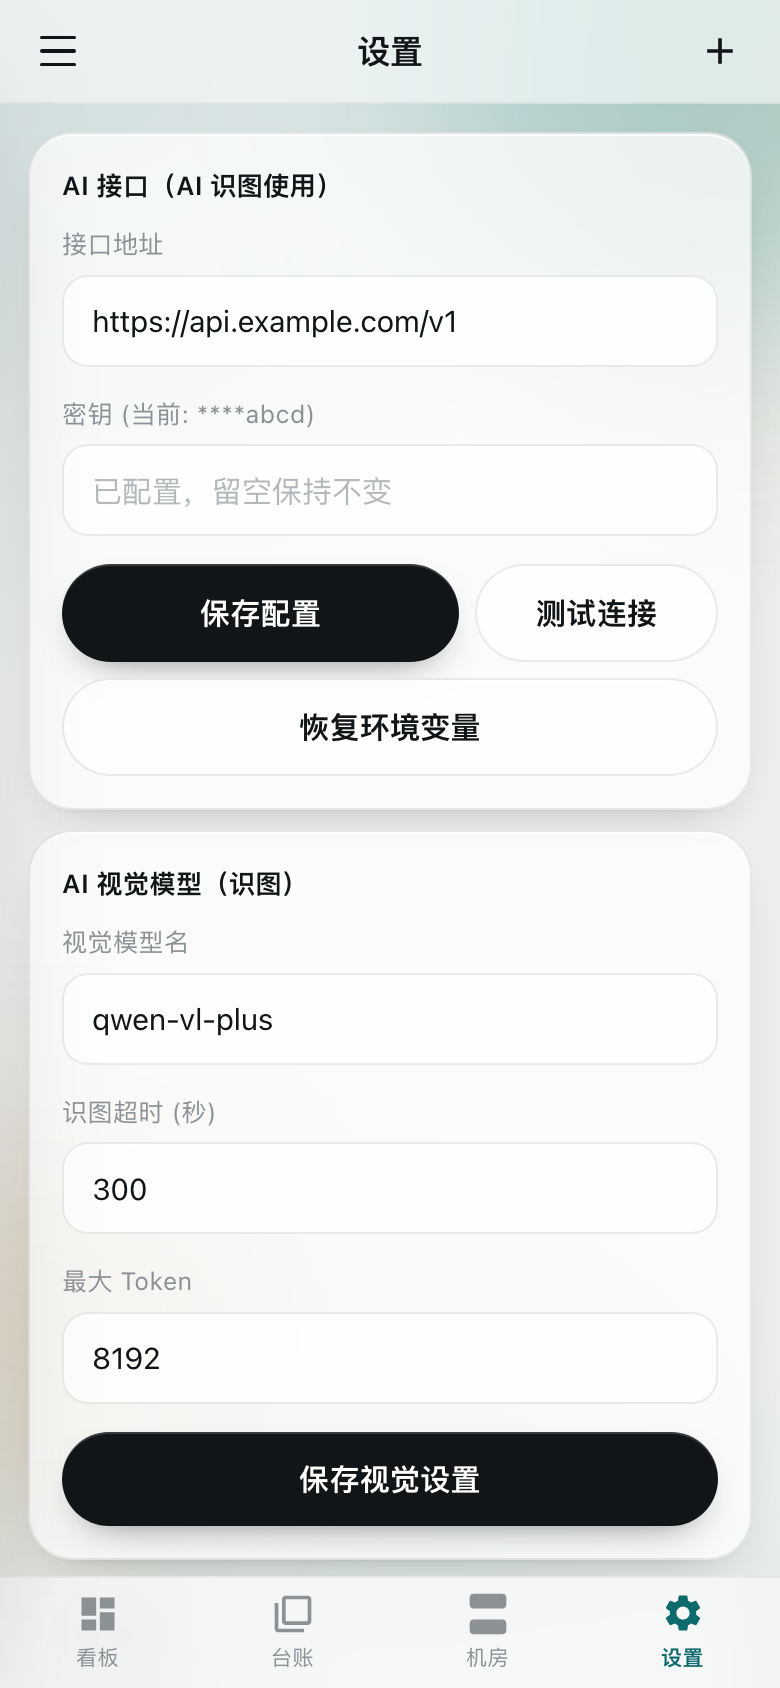 设置
AI 接口（AI 识图使用）
接口地址
https://api.example.com/v1
密钥 (当前: ****abcd)
已配置，留空保持不变
保存配置
测试连接
恢复环境变量
AI 视觉模型（识图）
视觉模型名
qwen-vl-plus
识图超时 (秒)
300
最大 Token
8192
保存视觉设置
看板
台账
机房
设置